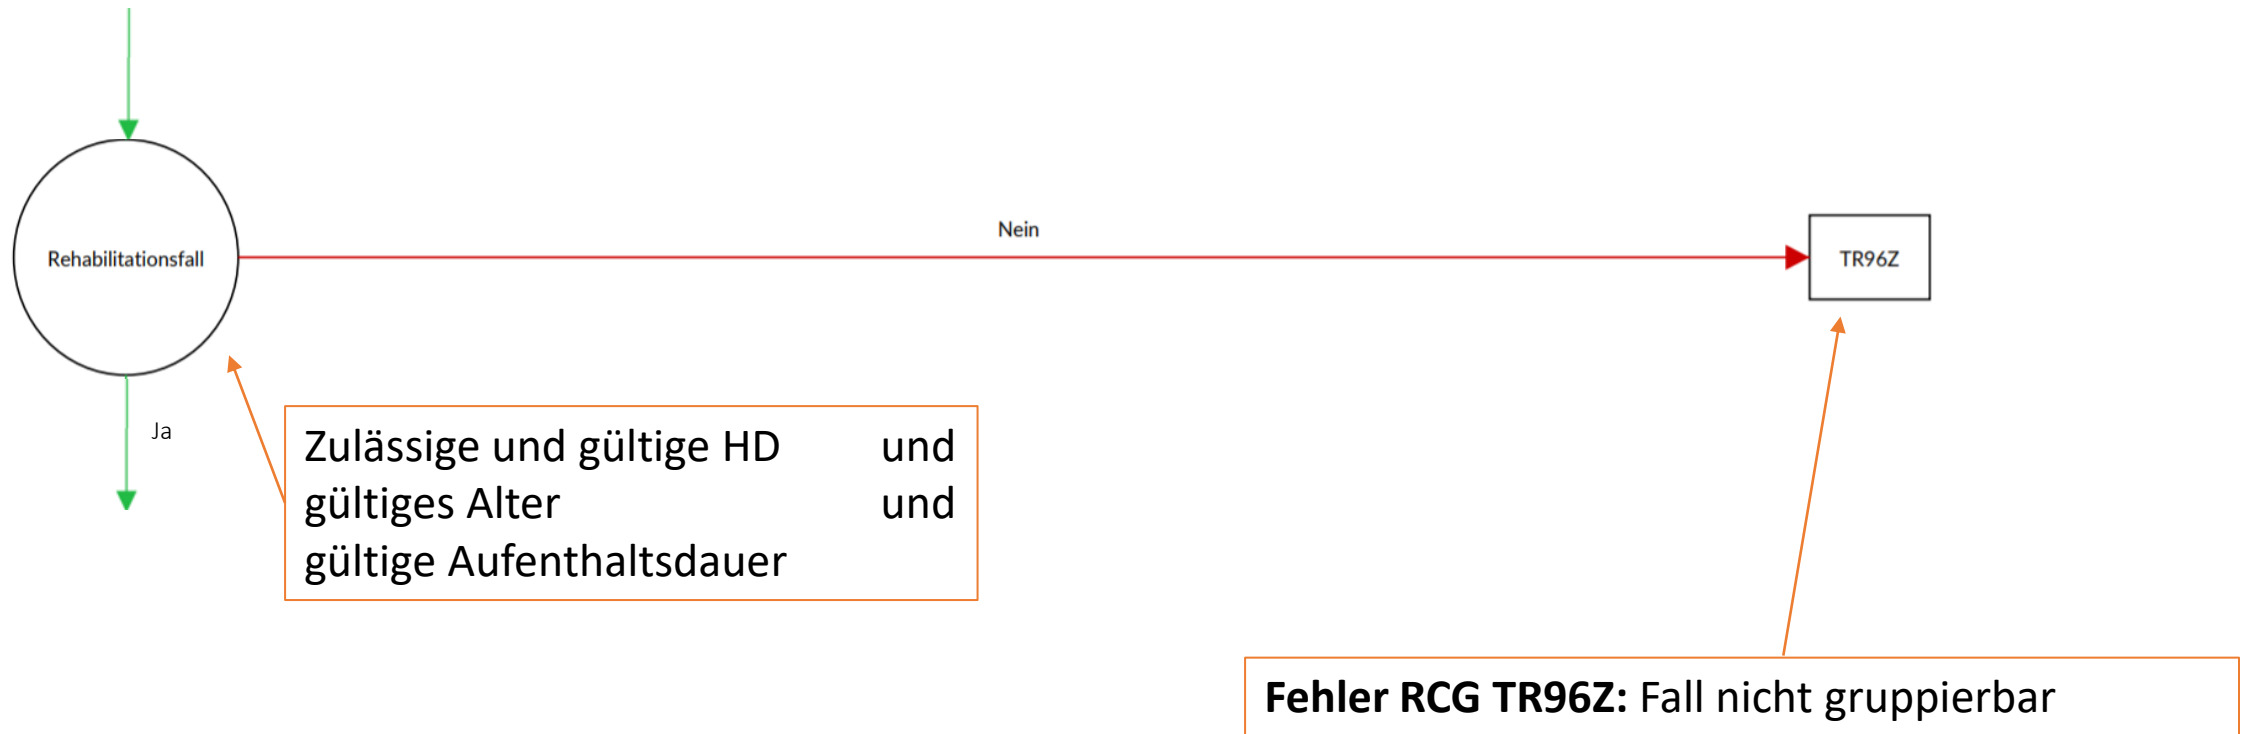 Nein
Rehabilitationsfall
TR96Z
Ja
Zulässige und gültige HD und
gültiges Alter und
gültige Aufenthaltsdauer
Fehler RCG TR96Z: Fall nicht gruppierbar